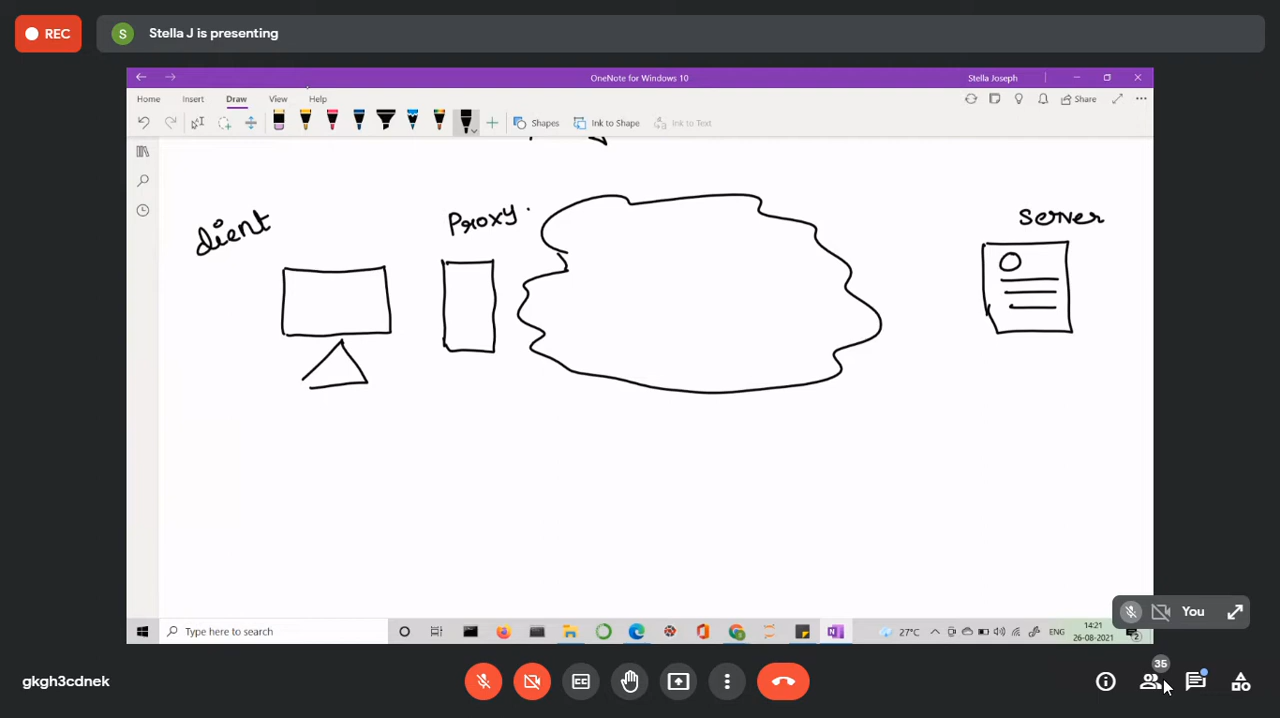 REC
S
Stella J is presenting
OneNote for Windows 10
Stella Joseph
Home
Insert
Draw
View
Help
Share
Shapes
Ink to Shape
Ink to Text
client
Proxy.
Server
You
Type here to search
27°C
ENG
14:21
26-08-2021
2
gkgh3cdnek
CC
35